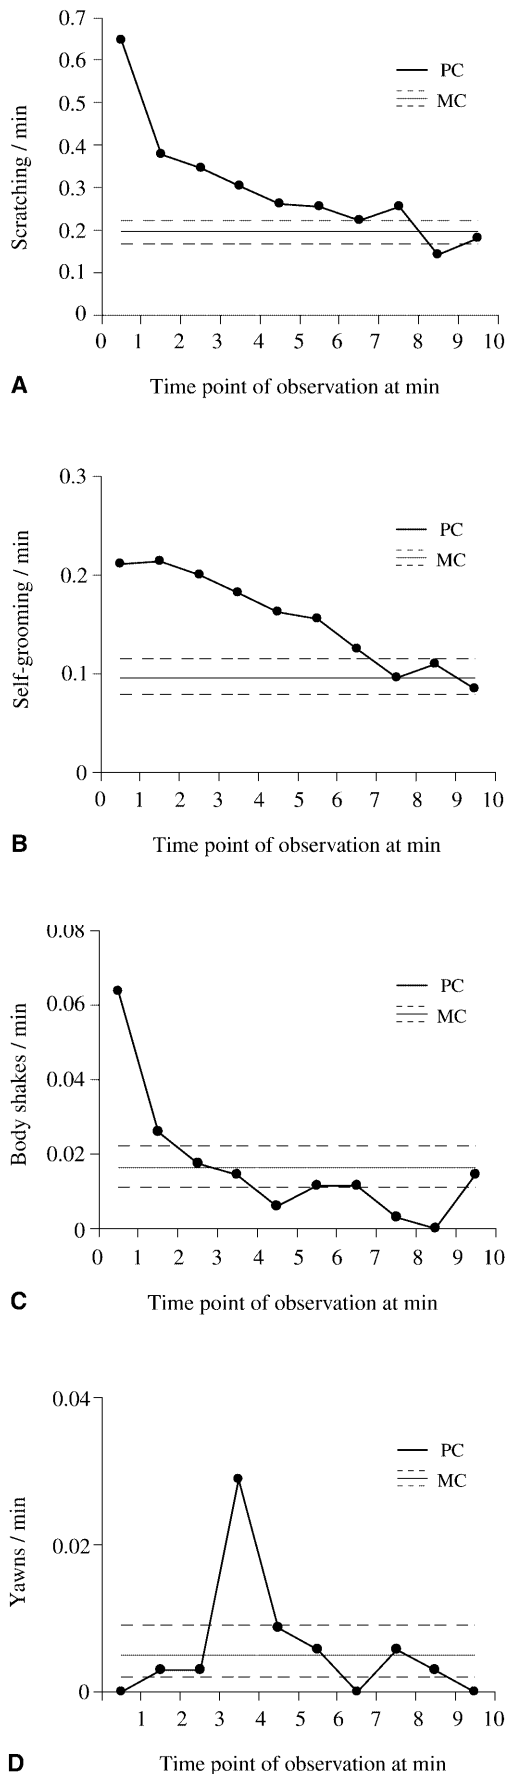 0.7
0.6
0.5
0.4
0.3
0.2
0.1
0
Scratching / min
PC
MC
0 1 2 3 4 5 6 7 8 9 10
A Time point of observation at min
0.3
0.2
0.1
0
Self-grooming / min
PC
MC
0 1 2 3 4 5 6 7 8 9 10
B Time point of observation at min
0.08
0.06
0.04
0.02
0
Body shakes / min
PC
MC
0 1 2 3 4 5 6 7 8 9 10
C Time point of observation at min
0.04
0.02
0
Yawns / min
PC
MC
1 2 3 4 5 6 7 8 9 10
D Time point of observation at min